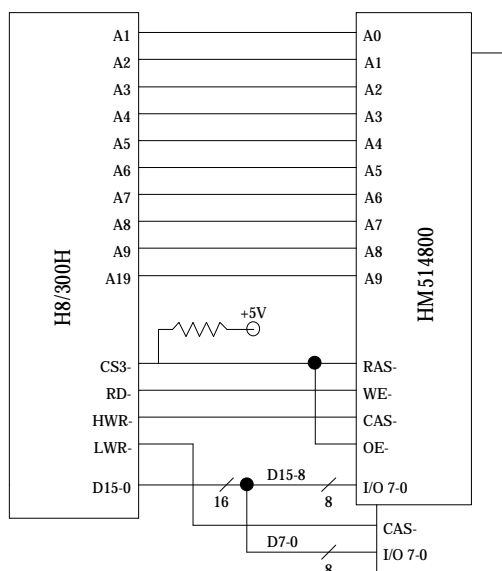 A1 A0
A2 A1
A3 A2
A4 A3
A5 A4
A6 A5
A7 A6
A8 A7
A9 A8
A19 A9
H8/300H
HM514800
+5V
CS3- RAS-
RD- WE-
HWR- CAS-
LWR- OE-
D15-0 16 D15-8 8 I/O 7-0
CAS-
D7-0 8 I/O 7-0